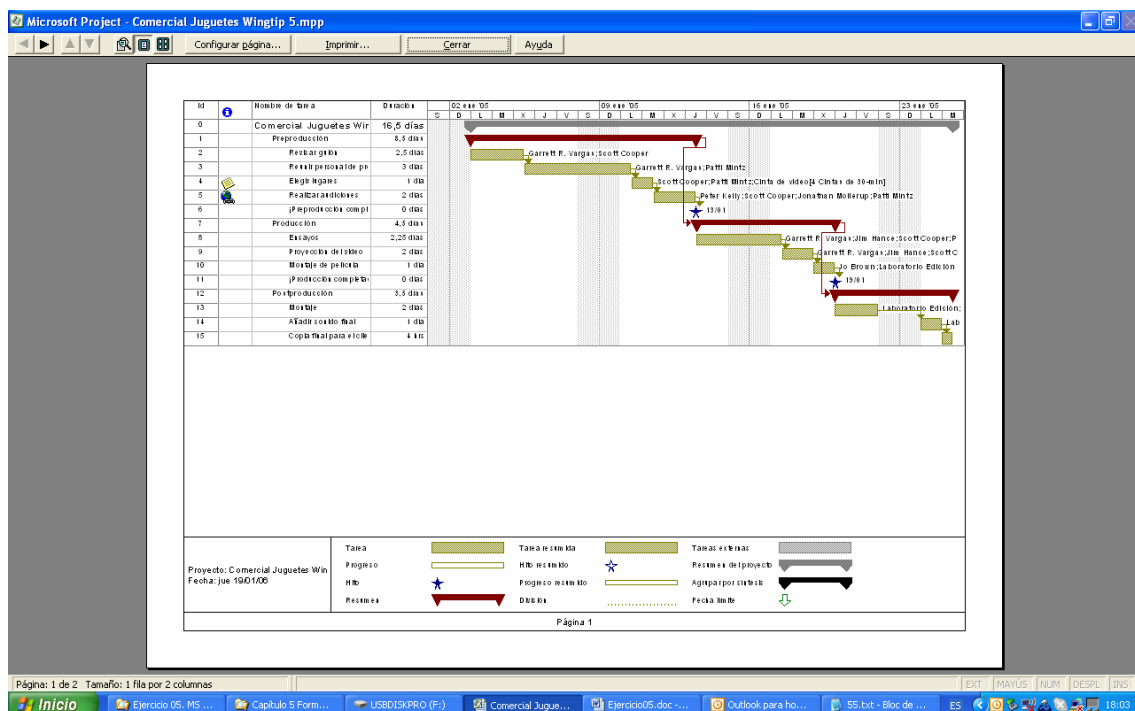 Microsoft Project - Comercial Juguetes Wingtip 5.mpp
Configurar página... Imprimir... Cerrar Ayuda
Id Nombre de tarea Duración 02 ene '05 09 ene '05 16 ene '05 23 ene '05
S D L M X J V S D L M X J V S D L M X J V S D L M
0 Comercial Juguetes Wir 16,5 días
1 Preproducción 8,5 días
2 Revisar guión 2,5 días Garrett R. Vargas;Scott Cooper
3 Reunir personal de pr 3 días Garrett R. Vargas;Patti Mintz
4 Elegir lugares 1 día Scott Cooper;Patti Mintz;Cinta de vídeo[4 Cintas de 30-min]
5 Realizar audiciones 2 días Peter Kelly;Scott Cooper;Jonathan Mollerup;Patti Mintz
6 ¡Preproducción compl 0 días 13/01
7 Producción 4,5 días
8 Ensayos 2,25 días Garrett R. Vargas;Jim Hance;Scott Cooper;P
9 Proyección del vídeo 2 días Garrett R. Vargas;Jim Hance;Scott C
10 Montaje de película 1 día Jo Brown;Laboratorio Edición
11 ¡Producción completa 0 días 19/01
12 Postproducción 3,5 días
13 Montaje 2 días Laboratorio Edición;
14 Añadir sonido final 1 día Lab
15 Copia final para el clie 4 hrs
Proyecto: Comercial Juguetes Win
Fecha: jue 19/01/06
Tarea Tarea resumida Tareas externas
Progreso Hito resumido Resumen del proyecto
Hito Progreso resumido Agrupar por síntesis
Resumen División Fecha límite
Página 1
Página: 1 de 2 Tamaño: 1 fila por 2 columnas EXT MAYÚS NUM DESPL INS
Inicio Ejercicio 05. MS ... Capítulo 5 Form... USBDISKPRO (F:) Comercial Jugue... Ejercicio05.doc -... Outlook para ho... 55.txt - Bloc de ... ES 18:03